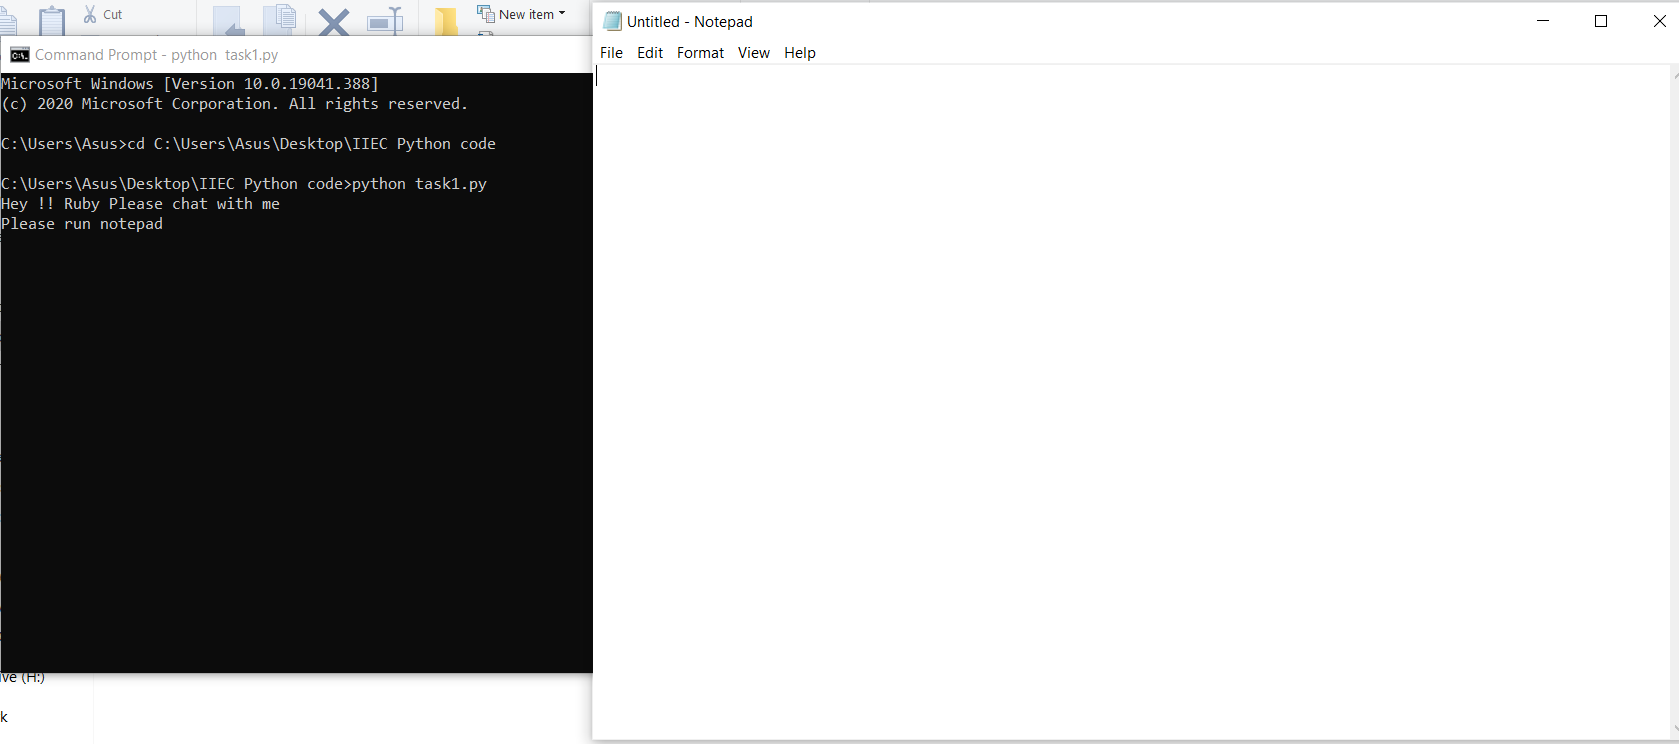 Cut
New item
Command Prompt - python  task1.py
Microsoft Windows [Version 10.0.19041.388]
(c) 2020 Microsoft Corporation. All rights reserved.
C:\Users\Asus>cd C:\Users\Asus\Desktop\IIEC Python code
C:\Users\Asus\Desktop\IIEC Python code>python task1.py
Hey !! Ruby Please chat with me
Please run notepad
ive (H:)
k
Untitled - Notepad
File Edit Format View Help